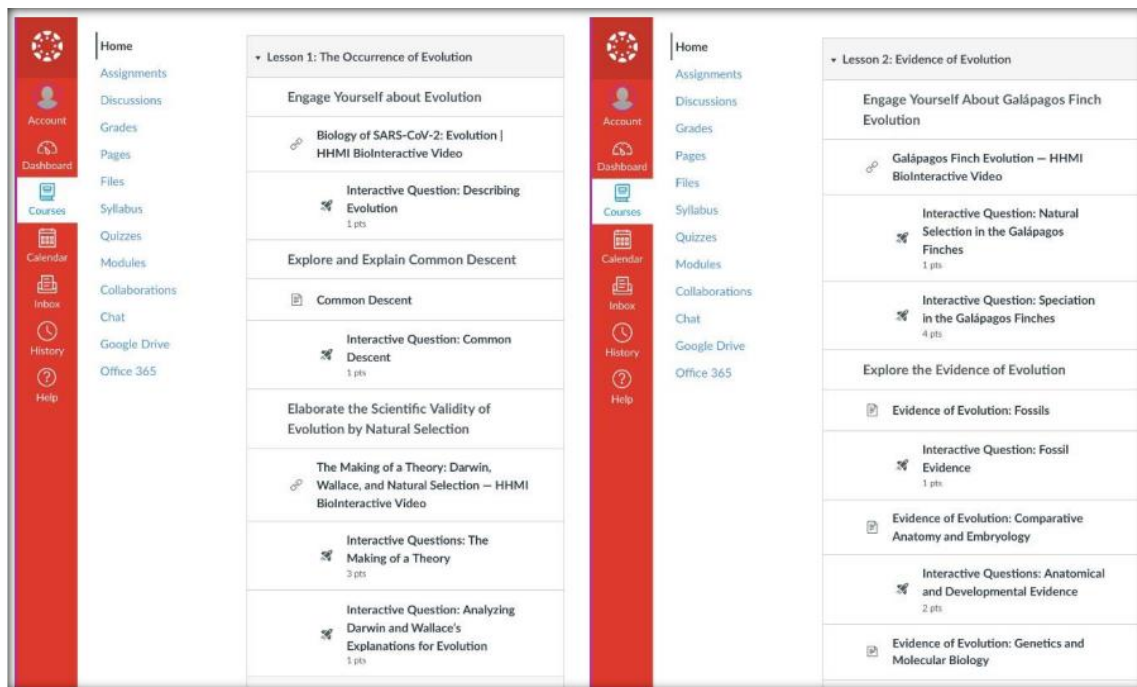 Account
Dashboard
Courses
Calendar
Inbox
History
Help
Home
Assignments
Discussions
Grades
Pages
Files
Syllabus
Quizzes
Modules
Collaborations
Chat
Google Drive
Office 365
Lesson 1: The Occurrence of Evolution
Engage Yourself about Evolution
Biology of SARS-CoV-2: Evolution |
HHMI BioInteractive Video
Interactive Question: Describing
Evolution
1 pts
Explore and Explain Common Descent
Common Descent
Interactive Question: Common
Descent
1 pts
Elaborate the Scientific Validity of
Evolution by Natural Selection
The Making of a Theory: Darwin,
Wallace, and Natural Selection — HHMI
BioInteractive Video
Interactive Questions: The
Making of a Theory
3 pts
Interactive Question: Analyzing
Darwin and Wallace's
Explanations for Evolution
1 pts
Account
Dashboard
Courses
Calendar
Inbox
History
Help
Home
Assignments
Discussions
Grades
Pages
Files
Syllabus
Quizzes
Modules
Collaborations
Chat
Google Drive
Office 365
Lesson 2: Evidence of Evolution
Engage Yourself About Galápagos Finch
Evolution
Galápagos Finch Evolution — HHMI
BioInteractive Video
Interactive Question: Natural
Selection in the Galápagos
Finches
1 pts
Interactive Question: Speciation
in the Galápagos Finches
4 pts
Explore the Evidence of Evolution
Evidence of Evolution: Fossils
Interactive Question: Fossil
Evidence
1 pts
Evidence of Evolution: Comparative
Anatomy and Embryology
Interactive Questions: Anatomical
and Developmental Evidence
2 pts
Evidence of Evolution: Genetics and
Molecular Biology